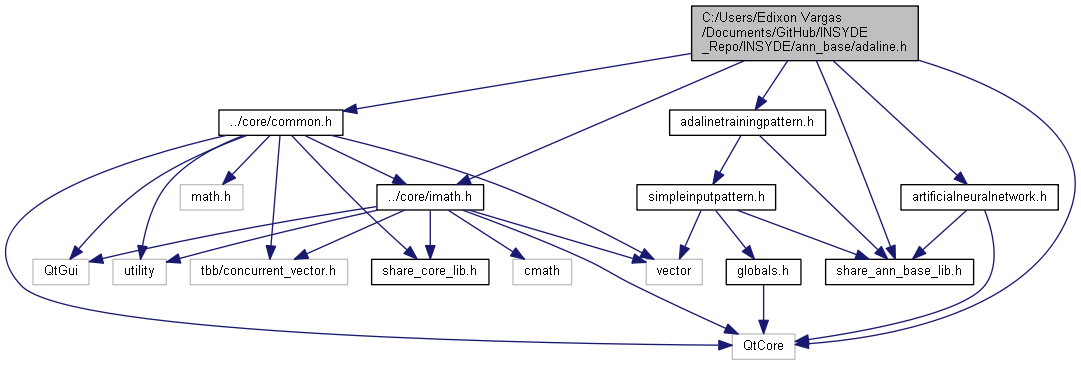 C:/Users/Edixon Vargas
/Documents/GitHub/INSYDE
_Repo/INSYDE/ann_base/adaline.h
../core/common.h
adalinetrainingpattern.h
math.h
../core/imath.h
simpleinputpattern.h
artificialneuralnetwork.h
QtGui
utility
tbb/concurrent_vector.h
share_core_lib.h
cmath
vector
globals.h
share_ann_base_lib.h
QtCore